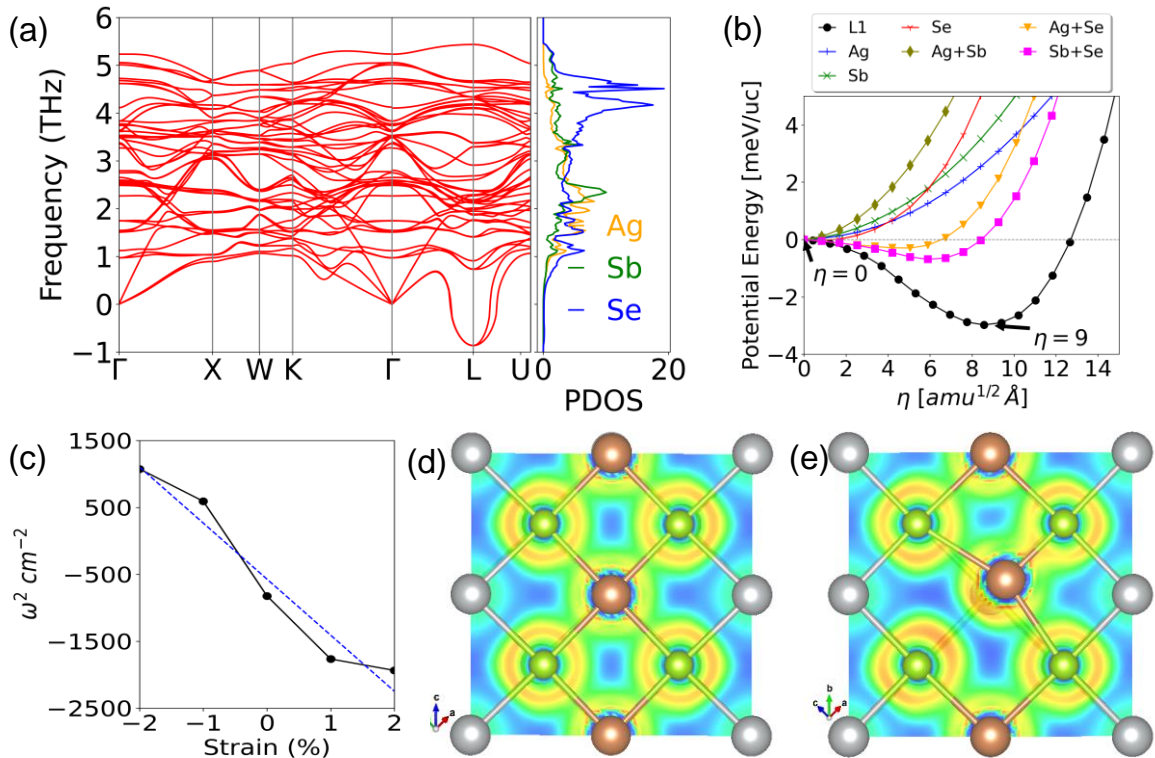 (a)
Frequency (THz)
6
5
4
3
2
1
0
−1
Γ X W K Γ L U
Ag
Sb
Se
0 20
PDOS
(b)
L1
Ag
Sb
Se
Ag+Sb
Ag+Se
Sb+Se
Potential Energy [meV/uc]
4
2
0
−2
−4
η = 0
η = 9
0 2 4 6 8 10 12 14
η [amu^{1/2} Å]
(c)
ω² cm⁻²
1500
500
−500
−1500
−2500
−2 −1 0 1 2
Strain (%)
(d)
c
a
(e)
b
c
a